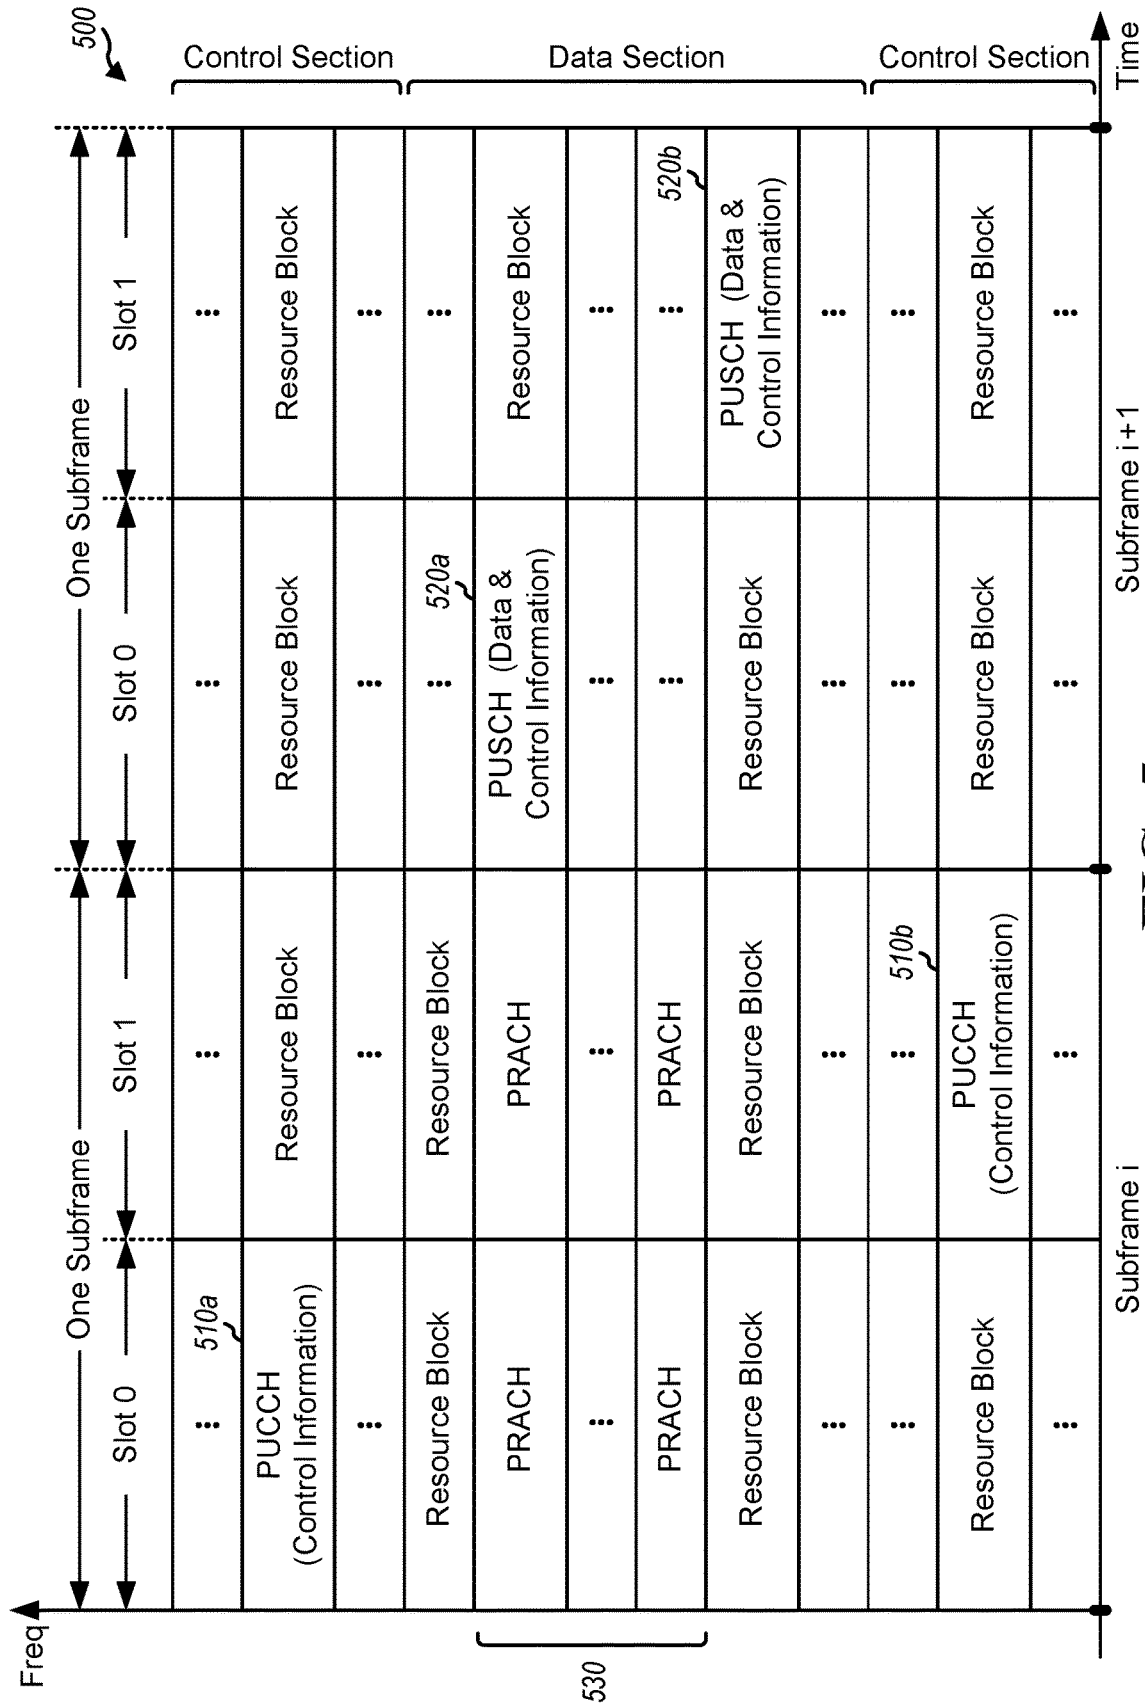 500
One Subframe
One Subframe
Slot 0
Slot 1
Slot 0
Slot 1
Freq
...
...
...
...
Control Section
510a
PUCCH
(Control Information)
Resource Block
Resource Block
Resource Block
...
...
...
...
Resource Block
Resource Block
...
...
Data Section
520a
530
PRACH
PRACH
PUSCH (Data &
Control Information)
Resource Block
...
...
...
...
PRACH
PRACH
...
...
520b
Resource Block
Resource Block
Resource Block
PUSCH (Data &
Control Information)
...
...
...
...
...
...
...
...
Control Section
510b
Resource Block
PUCCH
(Control Information)
Resource Block
Resource Block
...
...
...
...
Subframe i
Subframe i+1
Time